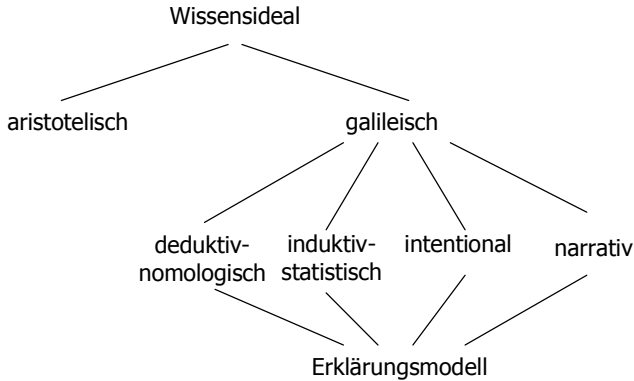 Wissensideal
aristotelisch
galileisch
deduktiv-
nomologisch
induktiv-
statistisch
intentional
narrativ
Erklärungsmodell